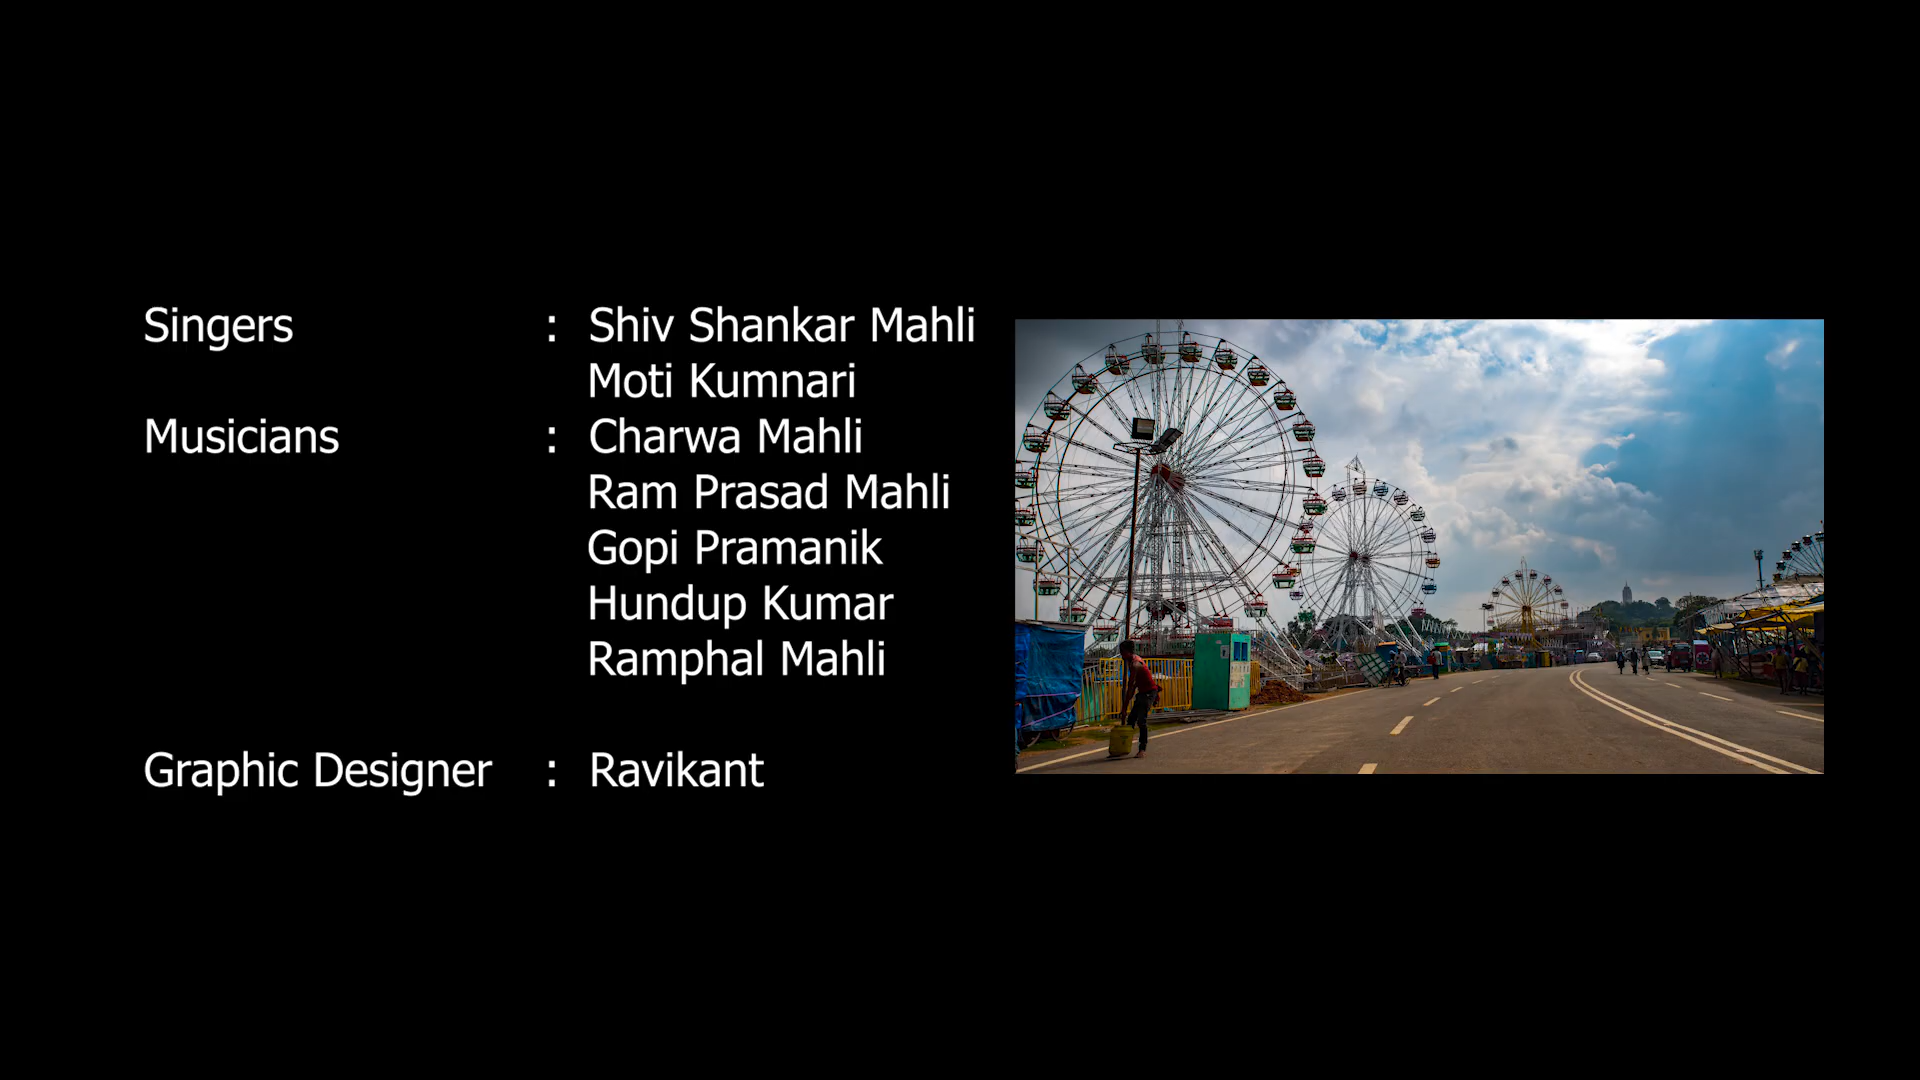 Singers : Shiv Shankar Mahli
Moti Kumnari
Musicians : Charwa Mahli
Ram Prasad Mahli
Gopi Pramanik
Hundup Kumar
Ramphal Mahli
Graphic Designer : Ravikant